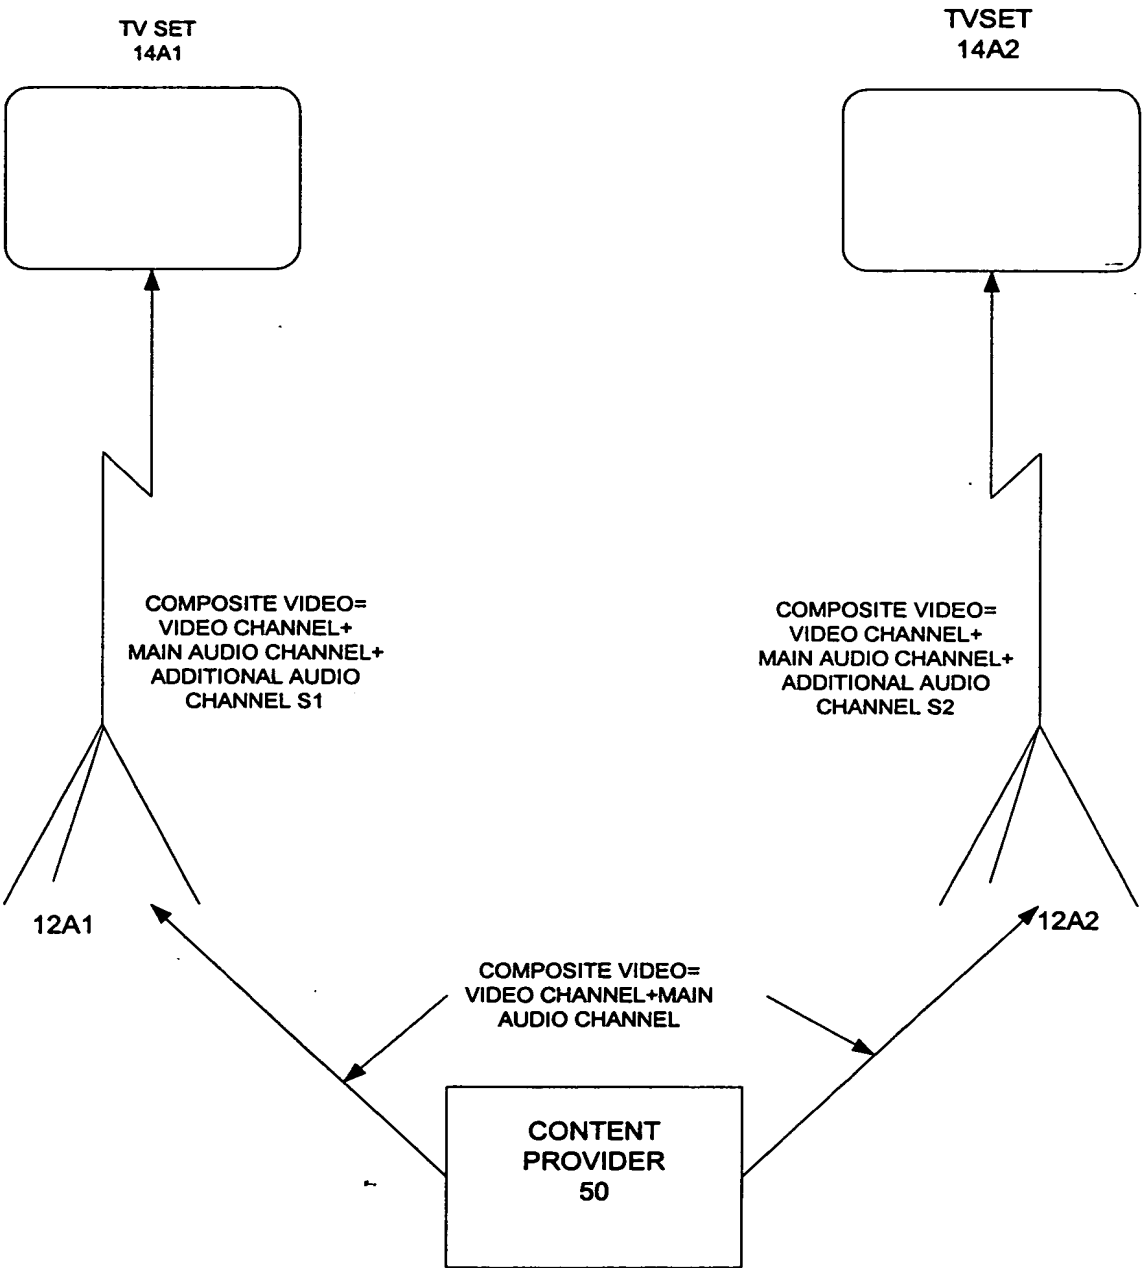 TV SET
14A1
TVSET
14A2
COMPOSITE VIDEO=
VIDEO CHANNEL+
MAIN AUDIO CHANNEL+
ADDITIONAL AUDIO
CHANNEL S1
COMPOSITE VIDEO=
VIDEO CHANNEL+
MAIN AUDIO CHANNEL+
ADDITIONAL AUDIO
CHANNEL S2
12A1
12A2
COMPOSITE VIDEO=
VIDEO CHANNEL+MAIN
AUDIO CHANNEL
CONTENT
PROVIDER
50